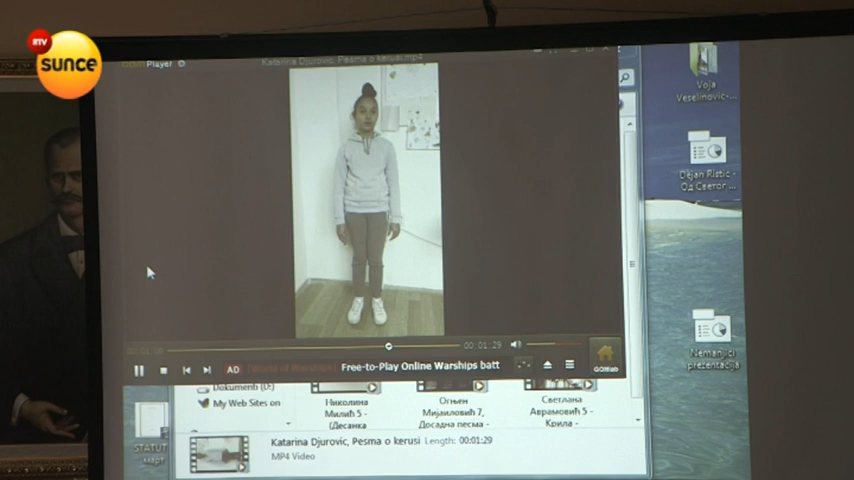 RTV
SUNCE
GOMPlayer
Katarina Djurovic, Pesma o kerusi.mp4
Voja
Veselinovic-...
Dejan Ristic -
Од Светог ...
Nemanjici
prezentacija
00:01:29
AD
Free-to-Play Online Warships batt
GOMlab
Dokumenti (D:)
My Web Sites on
Николина
Милић 5 -
(Десанка
Огњен
Мијаиловић 7,
Досадна песма -
Светлана
Аврамовић 5 -
Крила -
STATUT
март
Katarina Djurovic, Pesma o kerusi Length: 00:01:29
MP4 Video